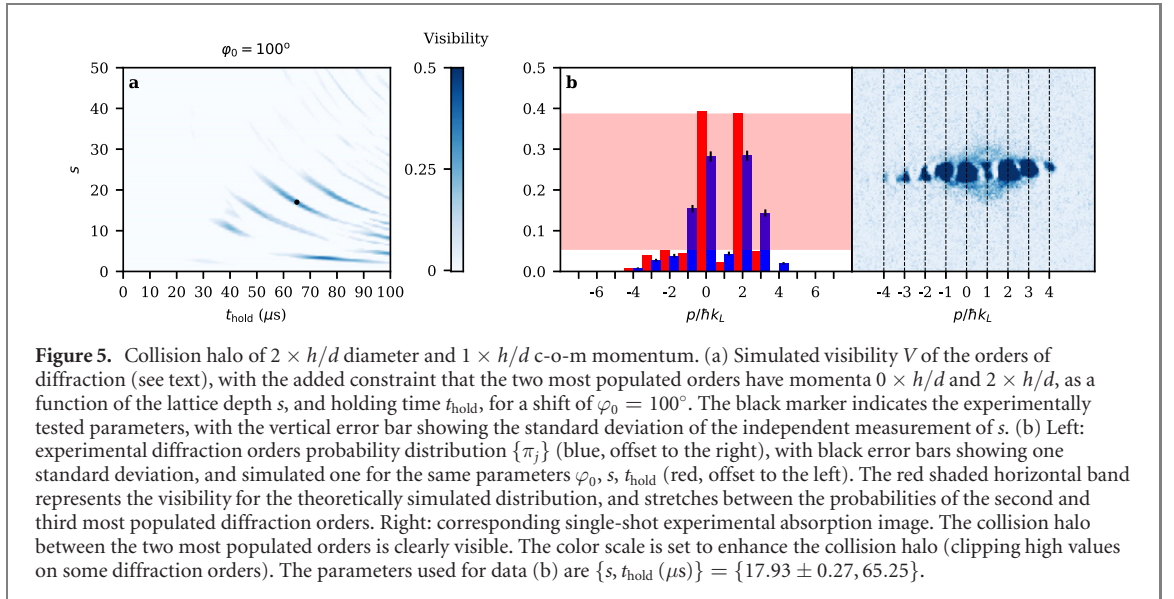 φ₀ = 100°
Visibility
a
50
40
30
20
10
0
s
0 10 20 30 40 50 60 70 80 90 100
t_hold (μs)
0.5
0.25
0
b
0.5
0.4
0.3
0.2
0.1
0.0
-6 -4 -2 0 2 4 6
p/ħk_L
-4 -3 -2 -1 0 1 2 3 4
p/ħk_L
Figure 5. Collision halo of 2 × h/d diameter and 1 × h/d c-o-m momentum. (a) Simulated visibility V of the orders of
diffraction (see text), with the added constraint that the two most populated orders have momenta 0 × h/d and 2 × h/d, as a
function of the lattice depth s, and holding time t_hold, for a shift of φ₀ = 100°. The black marker indicates the experimentally
tested parameters, with the vertical error bar showing the standard deviation of the independent measurement of s. (b) Left:
experimental diffraction orders probability distribution {π_j} (blue, offset to the right), with black error bars showing one
standard deviation, and simulated one for the same parameters φ₀, s, t_hold (red, offset to the left). The red shaded horizontal band
represents the visibility for the theoretically simulated distribution, and stretches between the probabilities of the second and
third most populated diffraction orders. Right: corresponding single-shot experimental absorption image. The collision halo
between the two most populated orders is clearly visible. The color scale is set to enhance the collision halo (clipping high values
on some diffraction orders). The parameters used for data (b) are {s, t_hold (μs)} = {17.93 ± 0.27, 65.25}.